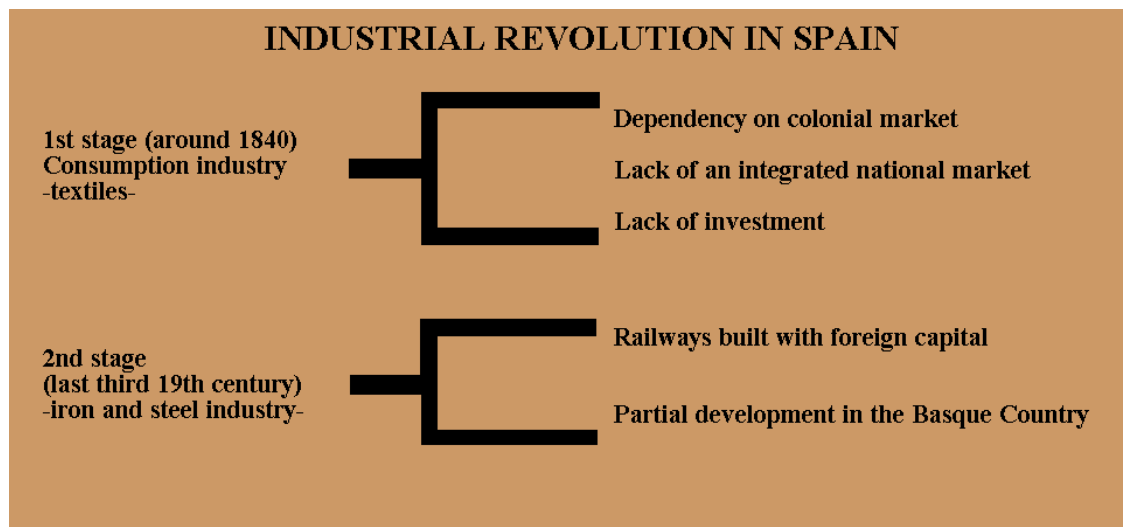 INDUSTRIAL REVOLUTION IN SPAIN
1st stage (around 1840)
Consumption industry
-textiles-
Dependency on colonial market
Lack of an integrated national market
Lack of investment
2nd stage
(last third 19th century)
-iron and steel industry-
Railways built with foreign capital
Partial development in the Basque Country